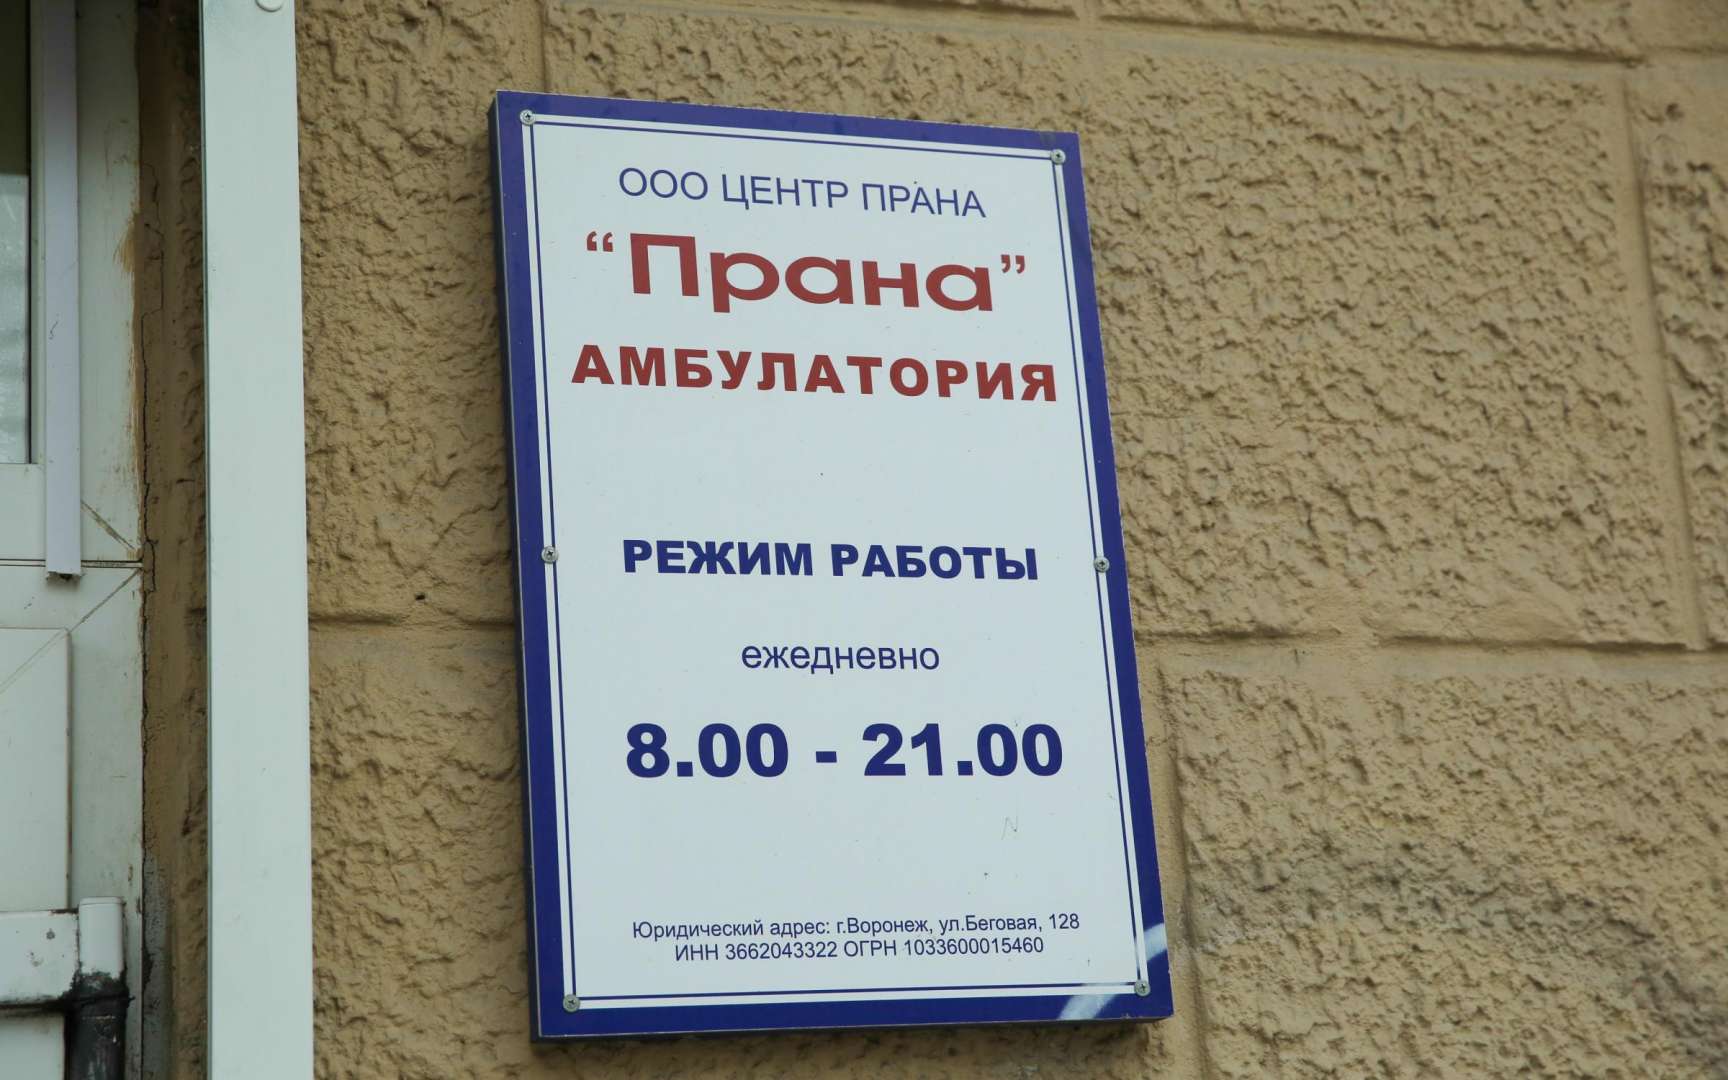 ООО ЦЕНТР ПРАНА
“Прана”
АМБУЛАТОРИЯ
РЕЖИМ РАБОТЫ
ежедневно
8.00 - 21.00
Юридический адрес: г.Воронеж, ул.Беговая, 128
ИНН 3662043322 ОГРН 1033600015460